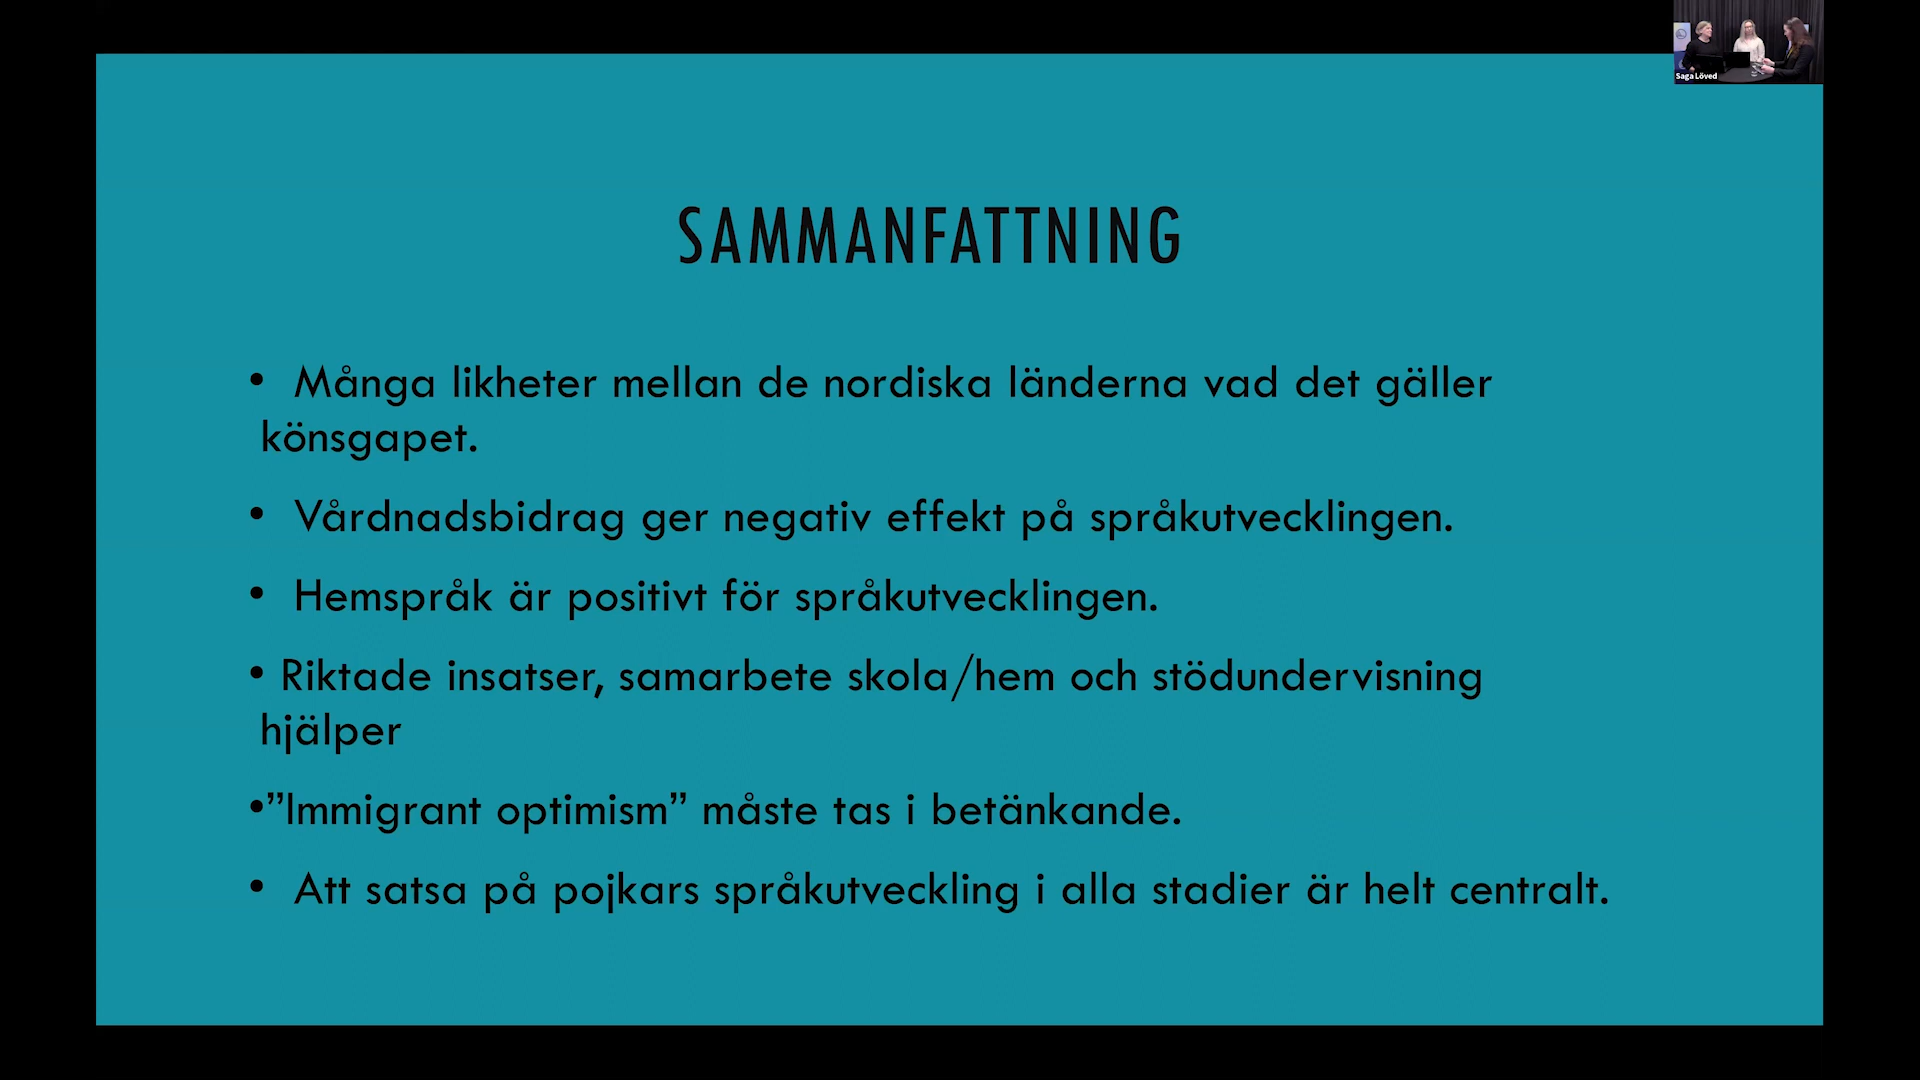 Saga Löved
SAMMANFATTNING
• Många likheter mellan de nordiska länderna vad det gäller
könsgapet.
• Vårdnadsbidrag ger negativ effekt på språkutvecklingen.
• Hemspråk är positivt för språkutvecklingen.
• Riktade insatser, samarbete skola/hem och stödundervisning
hjälper
•”Immigrant optimism” måste tas i betänkande.
• Att satsa på pojkars språkutveckling i alla stadier är helt centralt.